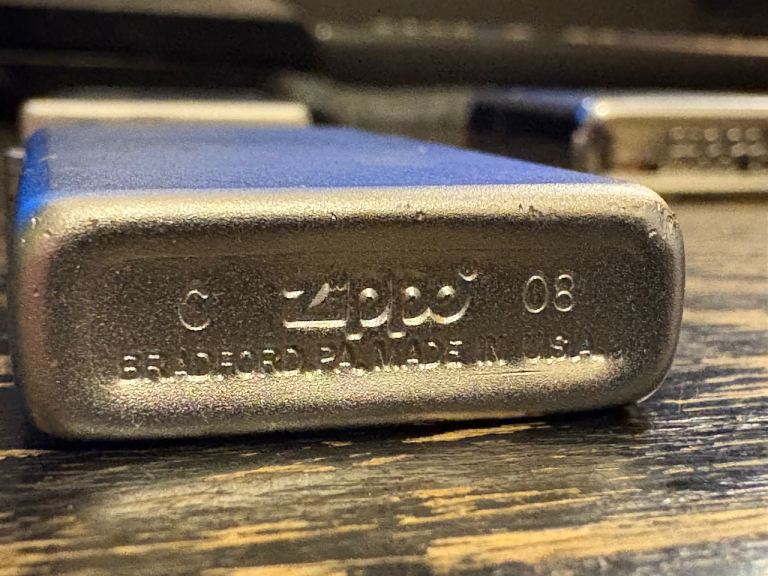 C Zippo 08
BRADFORD, PA. MADE IN U.S.A.